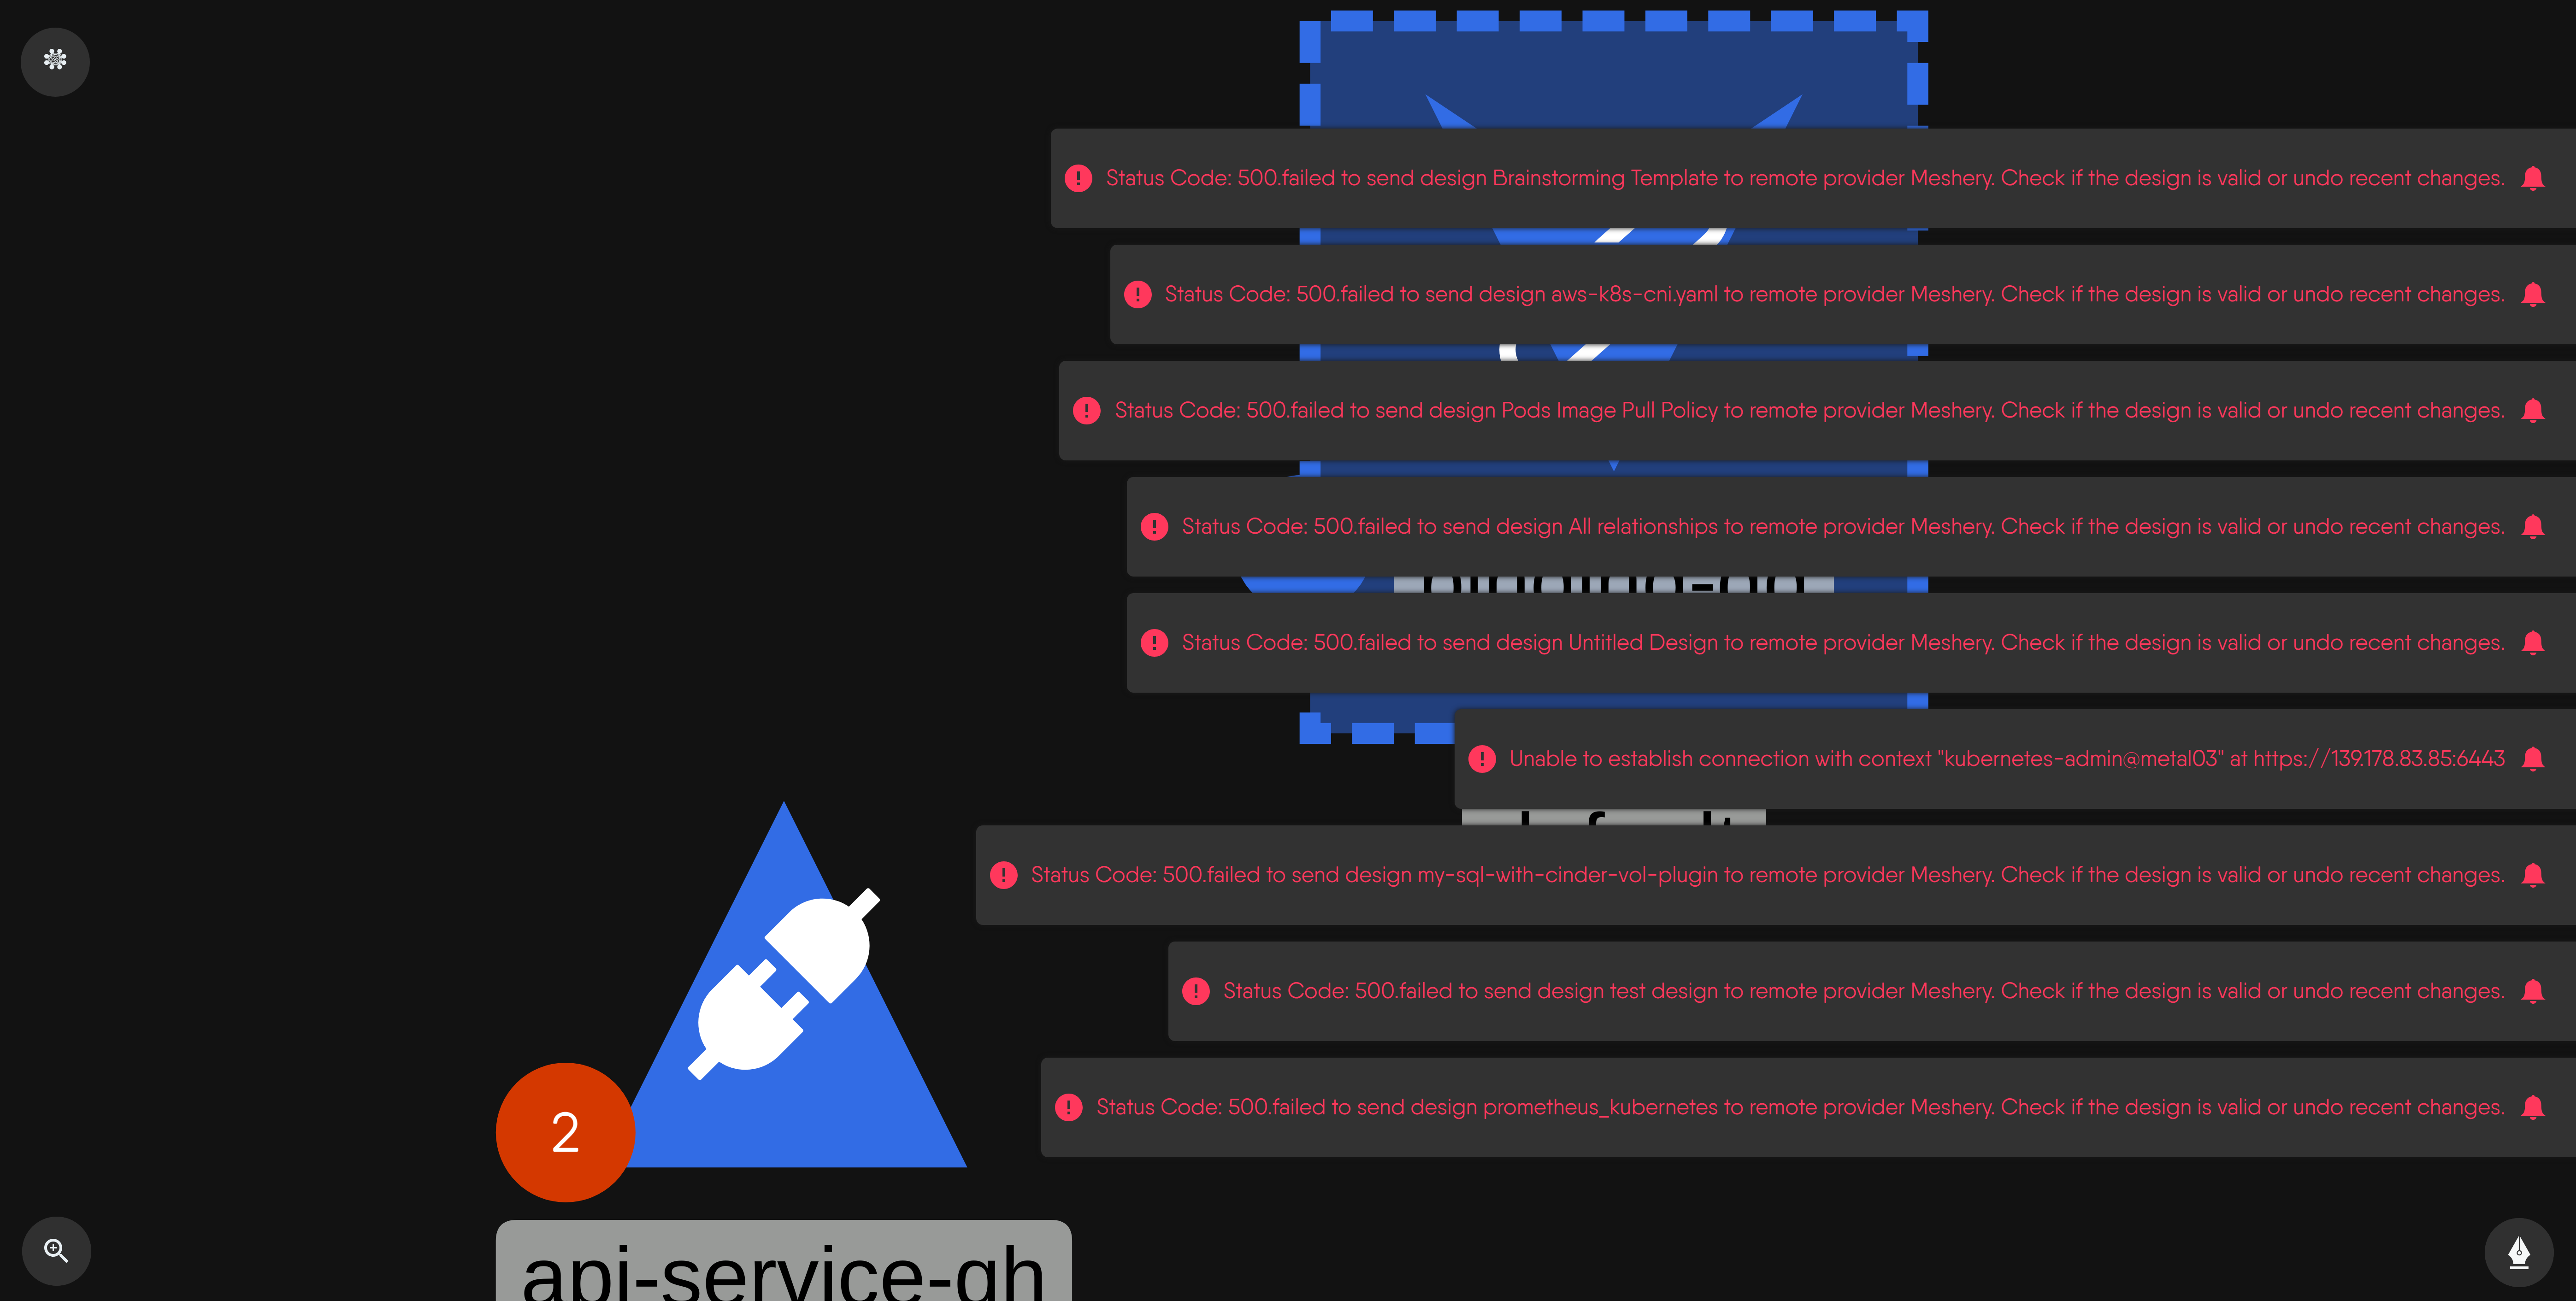 Status Code: 500.failed to send design Brainstorming Template to remote provider Meshery. Check if the design is valid or undo recent changes.
Status Code: 500.failed to send design aws-k8s-cni.yaml to remote provider Meshery. Check if the design is valid or undo recent changes.
Status Code: 500.failed to send design Pods Image Pull Policy to remote provider Meshery. Check if the design is valid or undo recent changes.
Status Code: 500.failed to send design All relationships to remote provider Meshery. Check if the design is valid or undo recent changes.
Status Code: 500.failed to send design Untitled Design to remote provider Meshery. Check if the design is valid or undo recent changes.
Unable to establish connection with context "kubernetes-admin@metal03" at https://139.178.83.85:6443
Status Code: 500.failed to send design my-sql-with-cinder-vol-plugin to remote provider Meshery. Check if the design is valid or undo recent changes.
Status Code: 500.failed to send design test design to remote provider Meshery. Check if the design is valid or undo recent changes.
Status Code: 500.failed to send design prometheus_kubernetes to remote provider Meshery. Check if the design is valid or undo recent changes.
2